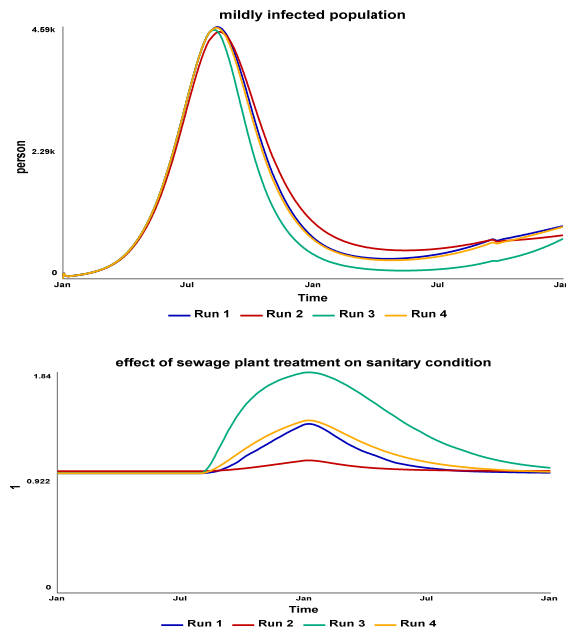 mildly infected population
4.59k
person
2.29k
0
Jan Jul Jan Jul Jan
Time
Run 1 Run 2 Run 3 Run 4
effect of sewage plant treatment on sanitary condition
1.84
1
0.922
0
Jan Jul Jan Jul Jan
Time
Run 1 Run 2 Run 3 Run 4